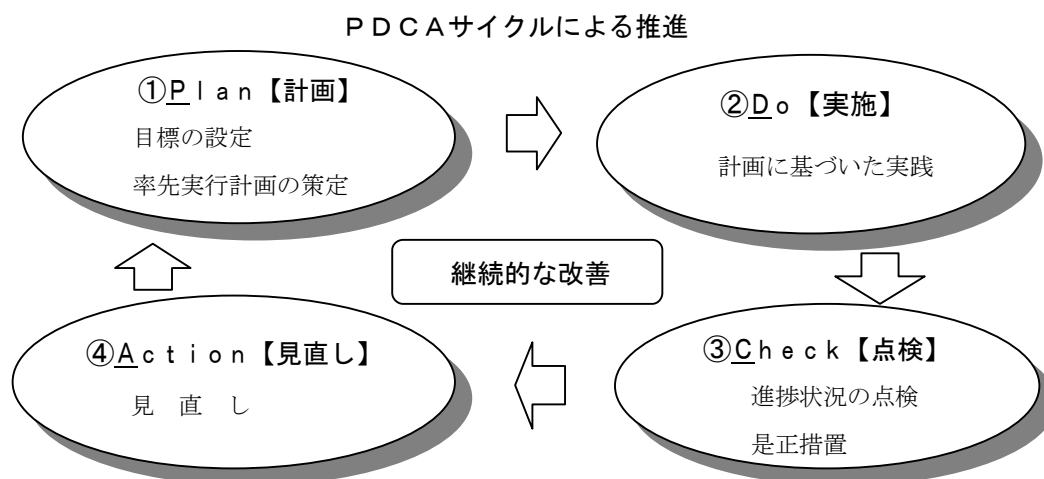 ＰＤＣＡサイクルによる推進
①Ｐｌａｎ【計画】
目標の設定
率先実行計画の策定
②Ｄｏ【実施】
計画に基づいた実践
継続的な改善
③Ｃｈｅｃｋ【点検】
進捗状況の点検
是正措置
④Ａｃｔｉｏｎ【見直し】
見　直　し